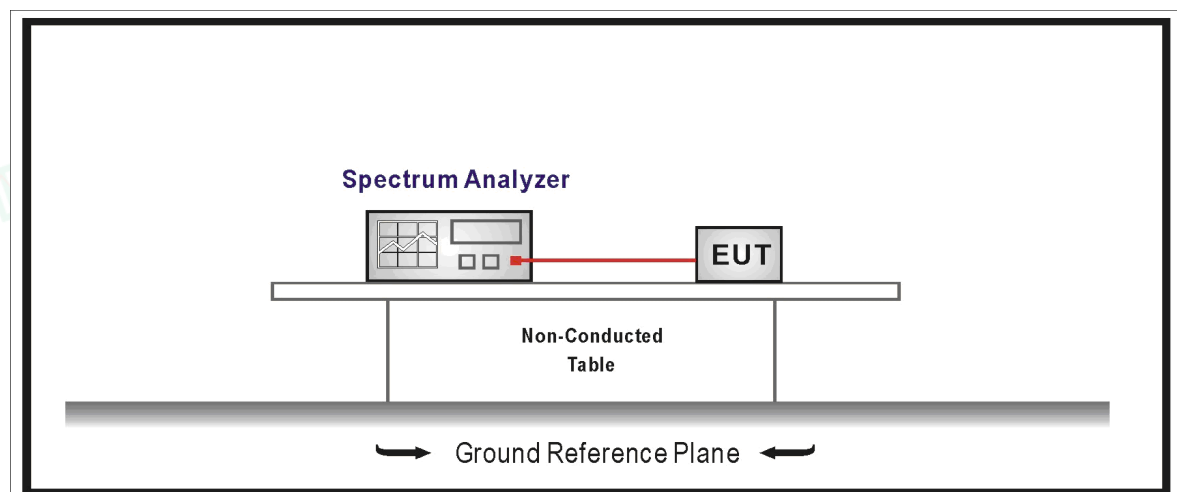 Spectrum Analyzer
EUT
Non-Conducted
Table
Ground Reference Plane